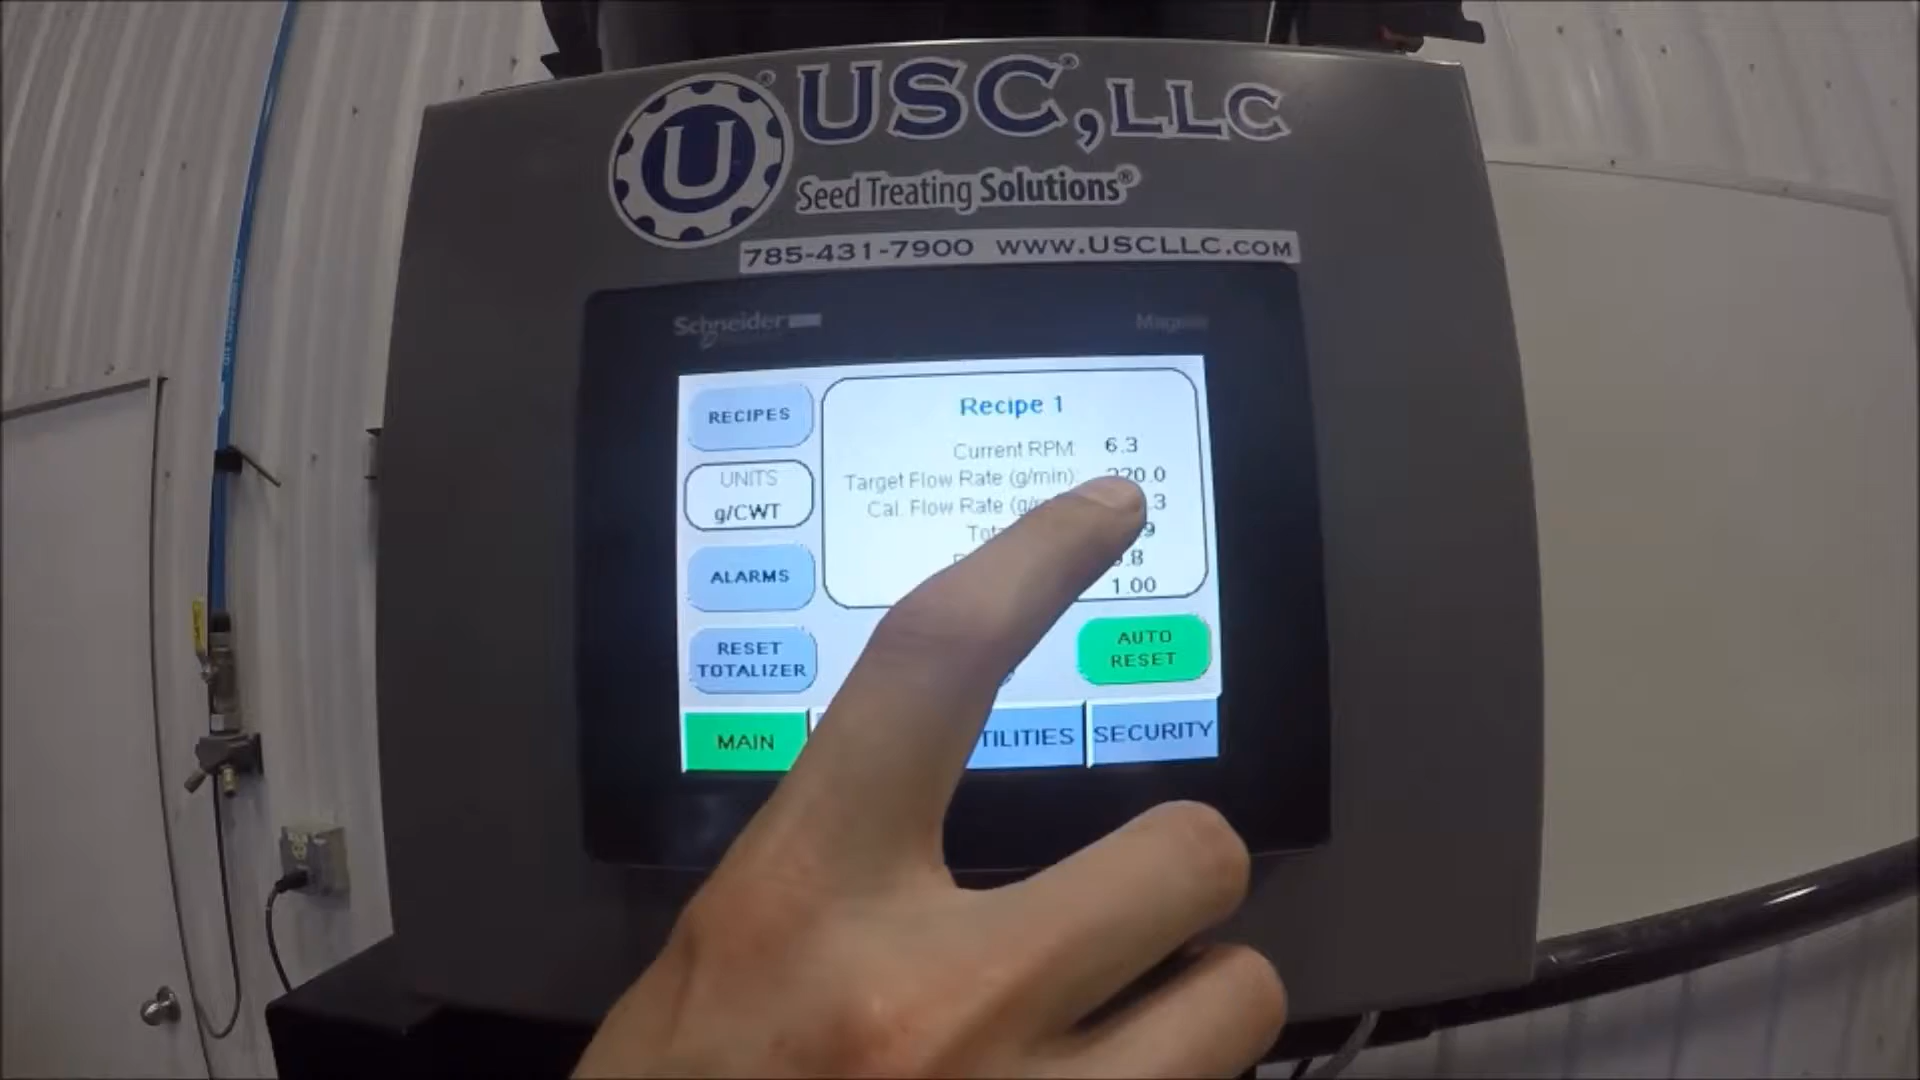 U
USC, LLC
Seed Treating Solutions®
785-431-7900 WWW.USCLLC.COM
Schneider
RECIPES
UNITS
g/CWT
ALARMS
RESET
TOTALIZER
Recipe 1
Current RPM: 6.3
Target Flow Rate (g/min):
Cal. Flow Rate
1.00
AUTO
RESET
MAIN
SECURITY